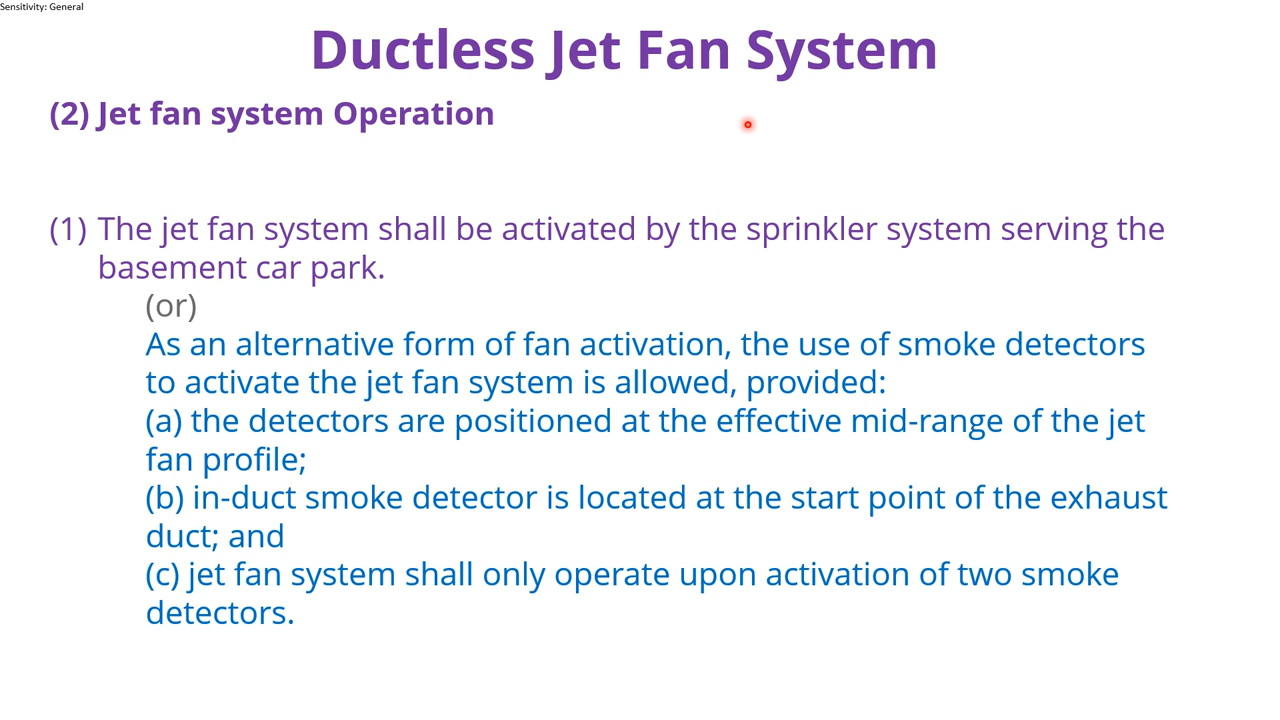 Sensitivity: General
Ductless Jet Fan System
(2) Jet fan system Operation
(1) The jet fan system shall be activated by the sprinkler system serving the
basement car park.
(or)
As an alternative form of fan activation, the use of smoke detectors
to activate the jet fan system is allowed, provided:
(a) the detectors are positioned at the effective mid-range of the jet
fan profile;
(b) in-duct smoke detector is located at the start point of the exhaust
duct; and
(c) jet fan system shall only operate upon activation of two smoke
detectors.